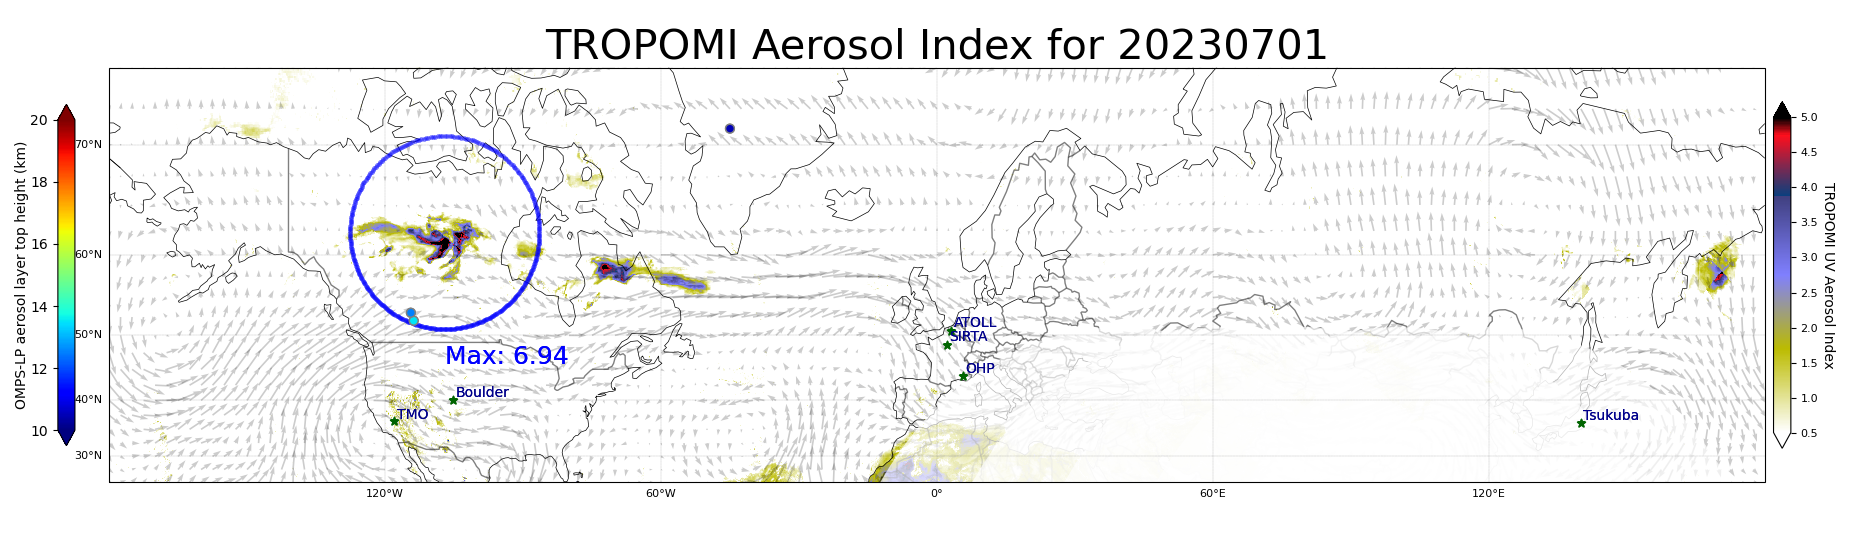 TROPOMI Aerosol Index for 20230701
OMPS-LP aerosol layer top height (km)
20
18
16
14
12
10
70°N
60°N
50°N
40°N
30°N
120°W
60°W
0°
60°E
120°E
Max: 6.94
Boulder
TMO
ATOLL
SIRTA
OHP
Tsukuba
5.0
4.5
4.0
3.5
3.0
2.5
2.0
1.5
1.0
0.5
TROPOMI UV Aerosol Index